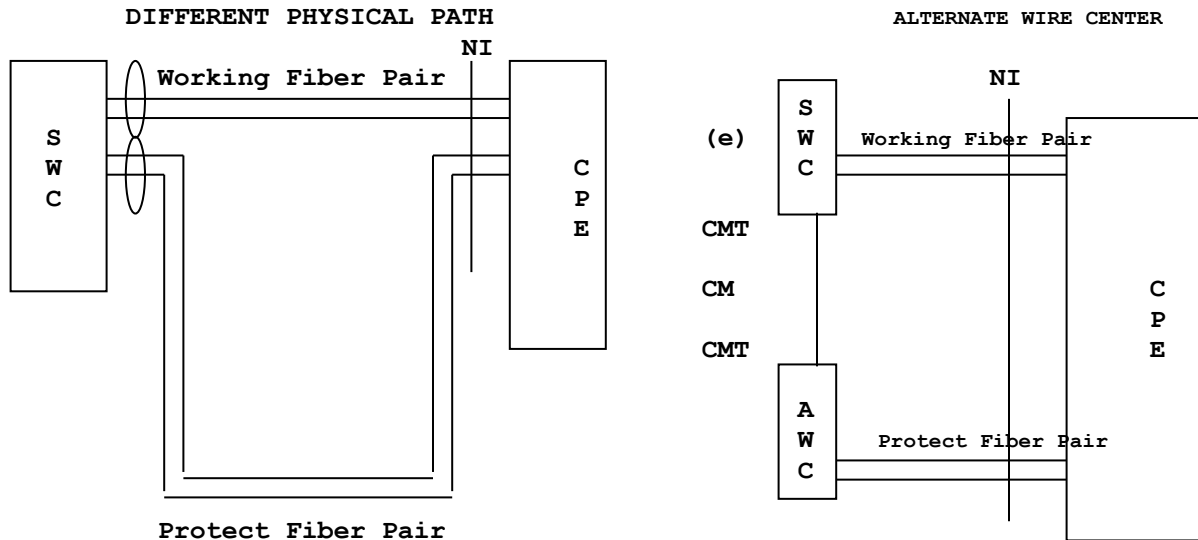 DIFFERENT PHYSICAL PATH
NI
Working Fiber Pair
S
W
C
C
P
E
Protect Fiber Pair
ALTERNATE WIRE CENTER
NI
S
W
C
(e)
Working Fiber Pair
CMT
CM
CMT
C
P
E
A
W
C
Protect Fiber Pair